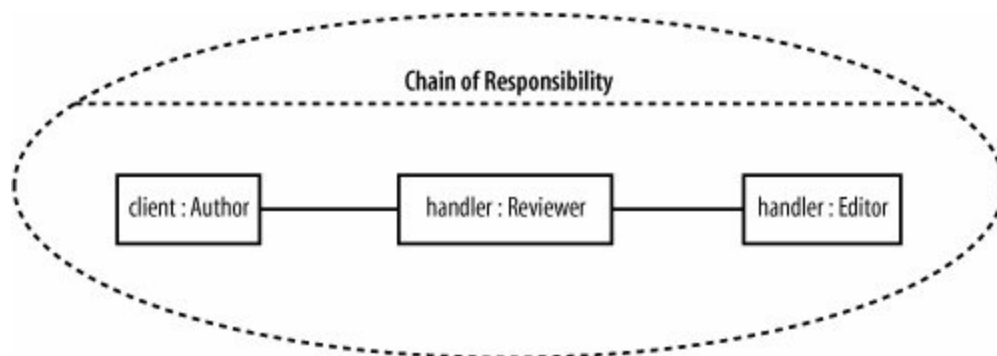 Chain of Responsibility
client : Author
handler : Reviewer
handler : Editor